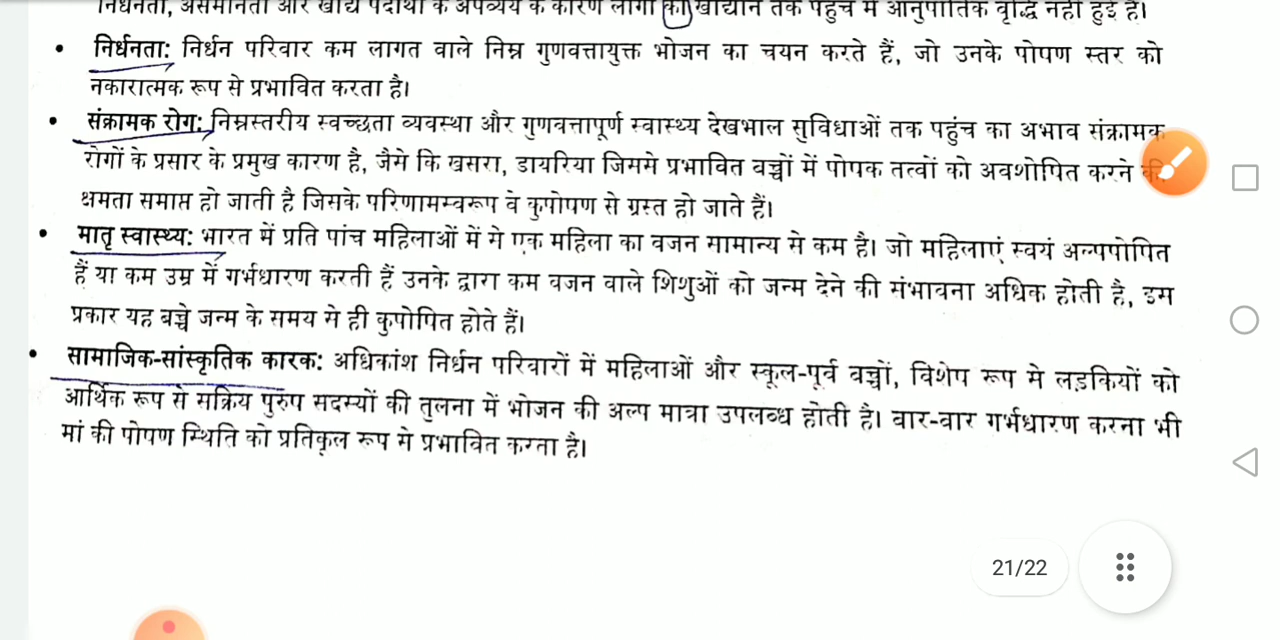 निर्धनता, असमानता और खाद्य पदार्थों के अपव्यय के कारण लोगों की खाद्यान्न तक पहुंच में आनुपातिक वृद्धि नहीं हुई है।
• निर्धनता: निर्धन परिवार कम लागत वाले निम्न गुणवत्तायुक्त भोजन का चयन करते हैं, जो उनके पोषण स्तर को
नकारात्मक रूप से प्रभावित करता है।
• संक्रामक रोग: निम्नस्तरीय स्वच्छता व्यवस्था और गुणवत्तापूर्ण स्वास्थ्य देखभाल सुविधाओं तक पहुंच का अभाव संक्रामक
रोगों के प्रसार के प्रमुख कारण है, जैसे कि खसरा, डायरिया जिससे प्रभावित बच्चों में पोषक तत्वों को अवशोषित करने की
क्षमता समाप्त हो जाती है जिसके परिणामस्वरूप वे कुपोषण से ग्रस्त हो जाते हैं।
• मातृ स्वास्थ्य: भारत में प्रति पांच महिलाओं में से एक महिला का वजन सामान्य से कम है। जो महिलाएं स्वयं अल्पपोषित
हैं या कम उम्र में गर्भधारण करती हैं उनके द्वारा कम वजन वाले शिशुओं को जन्म देने की संभावना अधिक होती है, इस
प्रकार यह बच्चे जन्म के समय से ही कुपोषित होते हैं।
• सामाजिक-सांस्कृतिक कारक: अधिकांश निर्धन परिवारों में महिलाओं और स्कूल-पूर्व बच्चों, विशेष रूप से लड़कियों को
आर्थिक रूप से सक्रिय पुरुष सदस्यों की तुलना में भोजन की अल्प मात्रा उपलब्ध होती है। बार-बार गर्भधारण करना भी
मां की पोषण स्थिति को प्रतिकूल रूप से प्रभावित करता है।
21/22